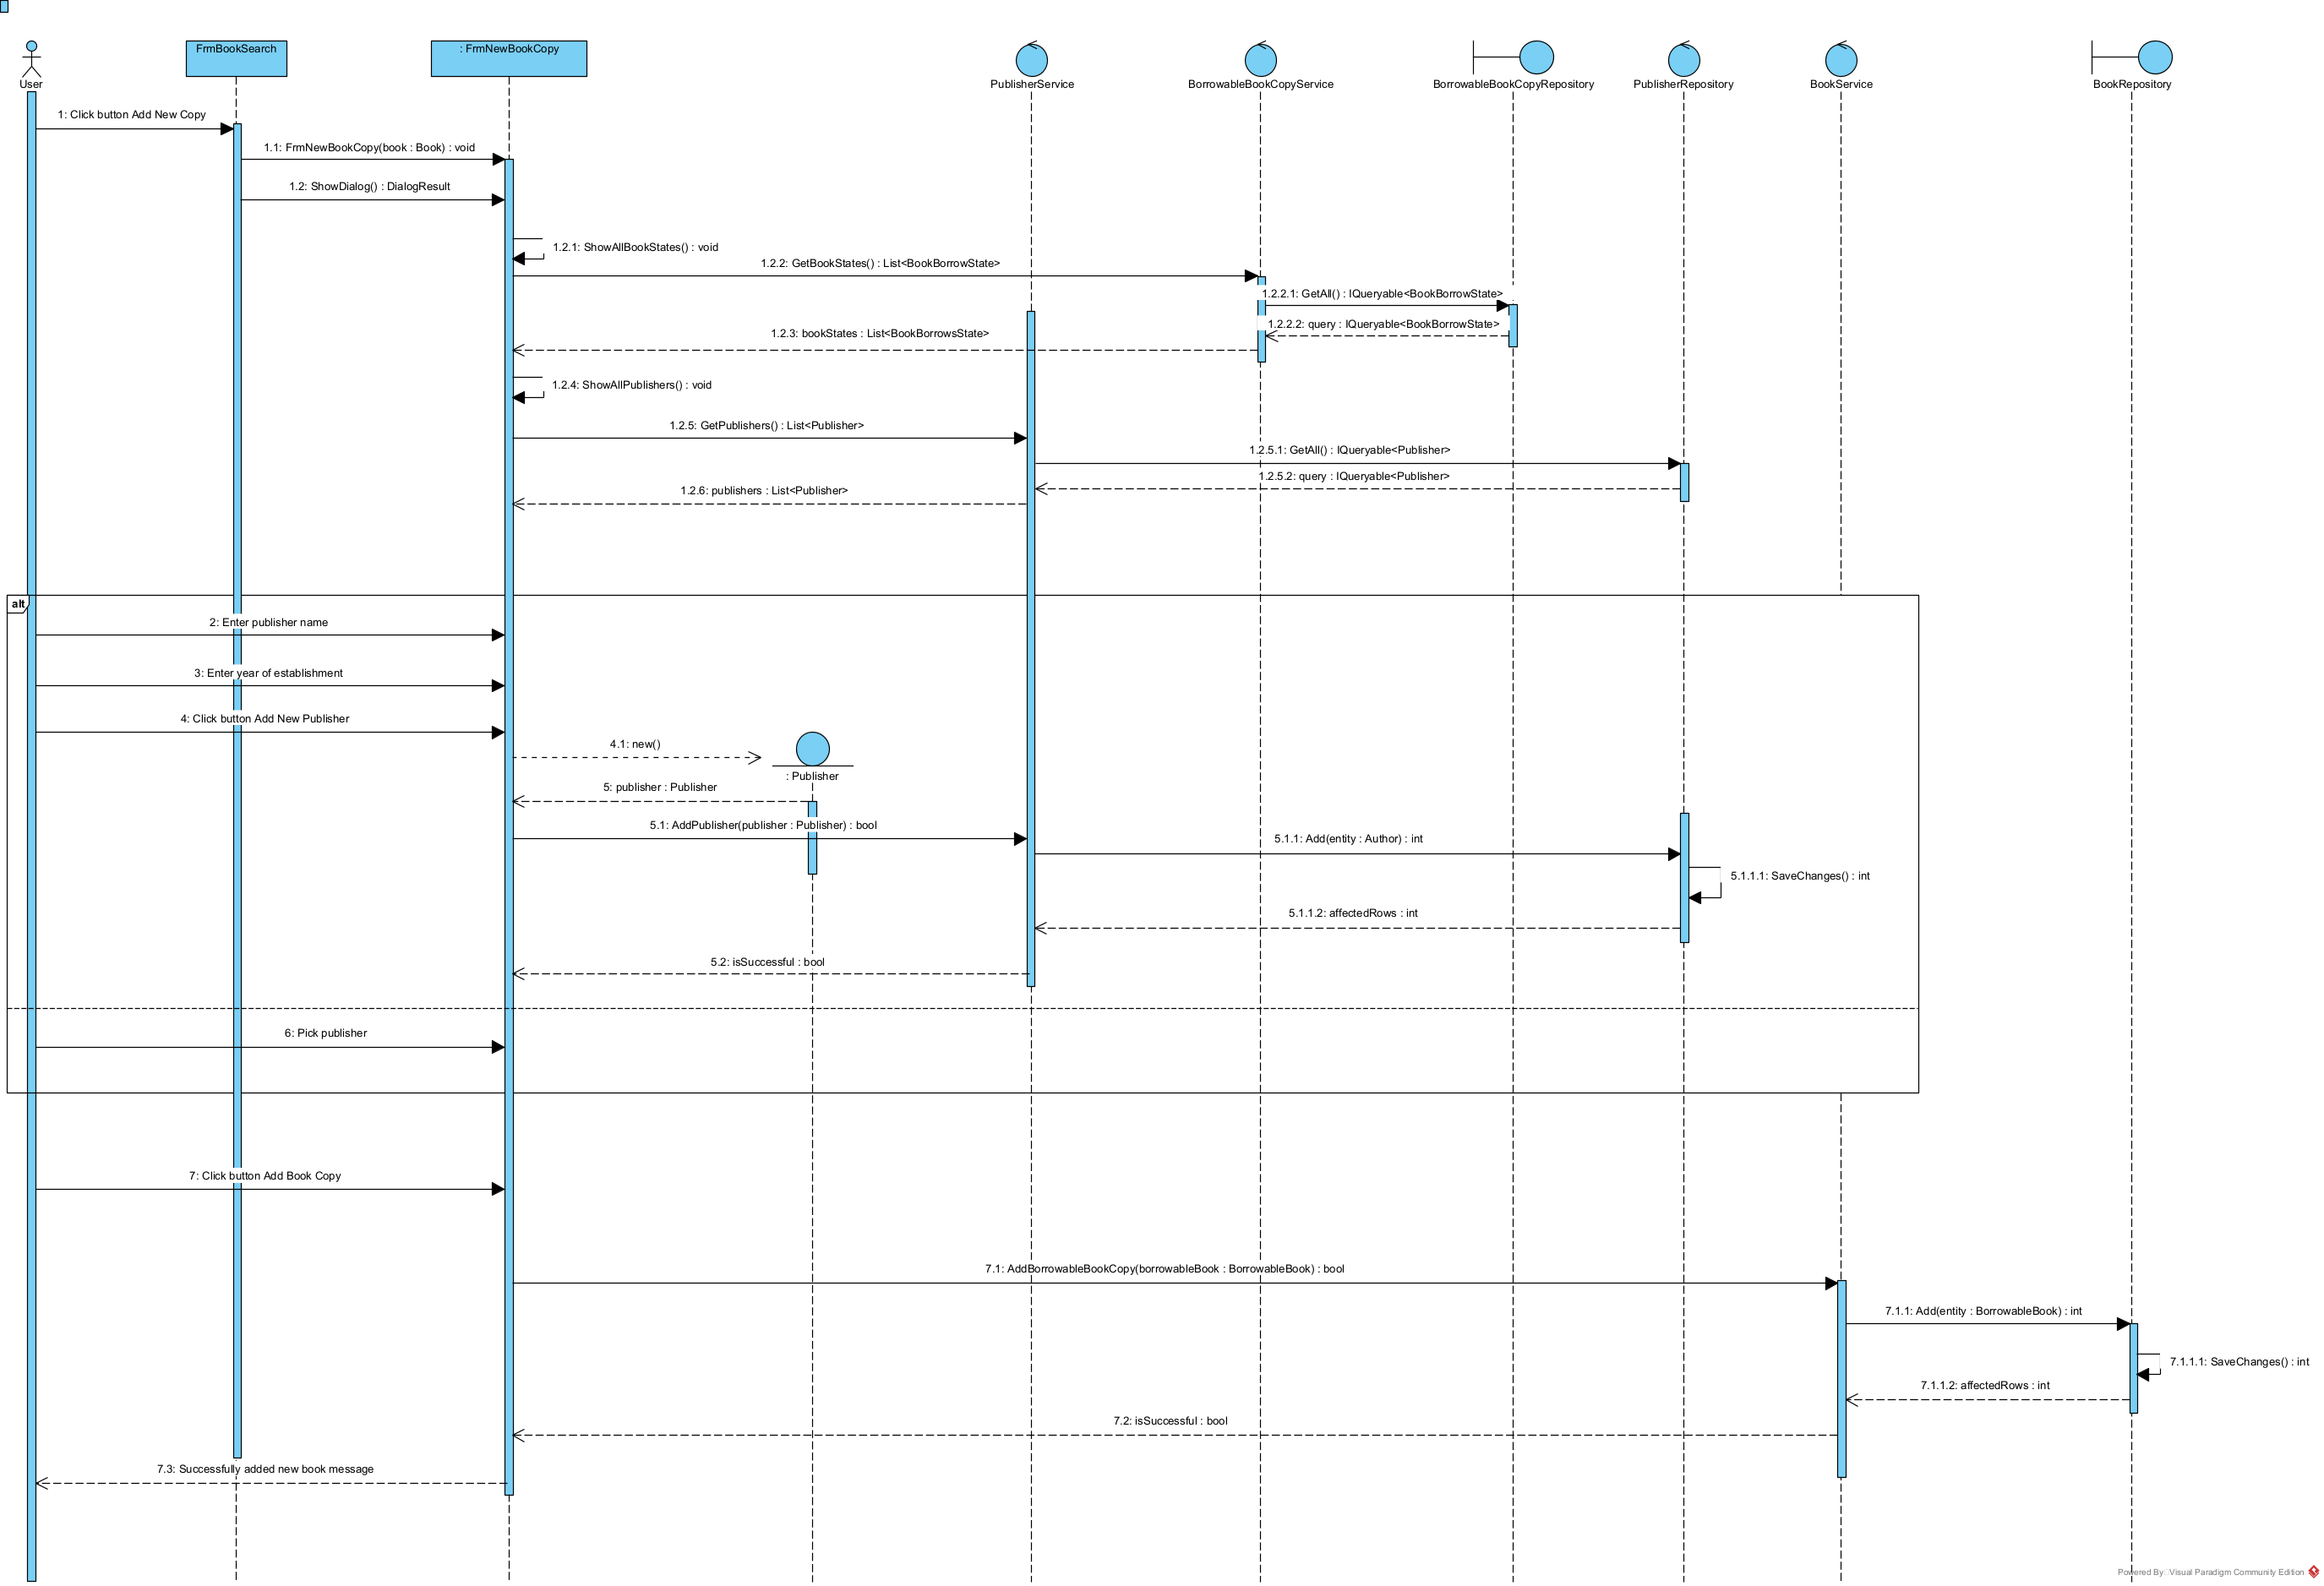 FrmBookSearch
: FrmNewBookCopy
User
PublisherService
BorrowableBookCopyService
BorrowableBookCopyRepository
PublisherRepository
BookService
BookRepository
1: Click button Add New Copy
1.1: FrmNewBookCopy(book : Book) : void
1.2: ShowDialog() : DialogResult
1.2.1: ShowAllBookStates() : void
1.2.2: GetBookStates() : List<BookBorrowState>
1.2.2.1: GetAll() : IQueryable<BookBorrowState>
1.2.2.2: query : IQueryable<BookBorrowState>
1.2.3: bookStates : List<BookBorrowsState>
1.2.4: ShowAllPublishers() : void
1.2.5: GetPublishers() : List<Publisher>
1.2.5.1: GetAll() : IQueryable<Publisher>
1.2.5.2: query : IQueryable<Publisher>
1.2.6: publishers : List<Publisher>
alt
2: Enter publisher name
3: Enter year of establishment
4: Click button Add New Publisher
4.1: new()
: Publisher
5: publisher : Publisher
5.1: AddPublisher(publisher : Publisher) : bool
5.1.1: Add(entity : Author) : int
5.1.1.1: SaveChanges() : int
5.1.1.2: affectedRows : int
5.2: isSuccessful : bool
6: Pick publisher
7: Click button Add Book Copy
7.1: AddBorrowableBookCopy(borrowableBook : BorrowableBook) : bool
7.1.1: Add(entity : BorrowableBook) : int
7.1.1.1: SaveChanges() : int
7.1.1.2: affectedRows : int
7.2: isSuccessful : bool
7.3: Successfully added new book message
Powered By Visual Paradigm Community Edition